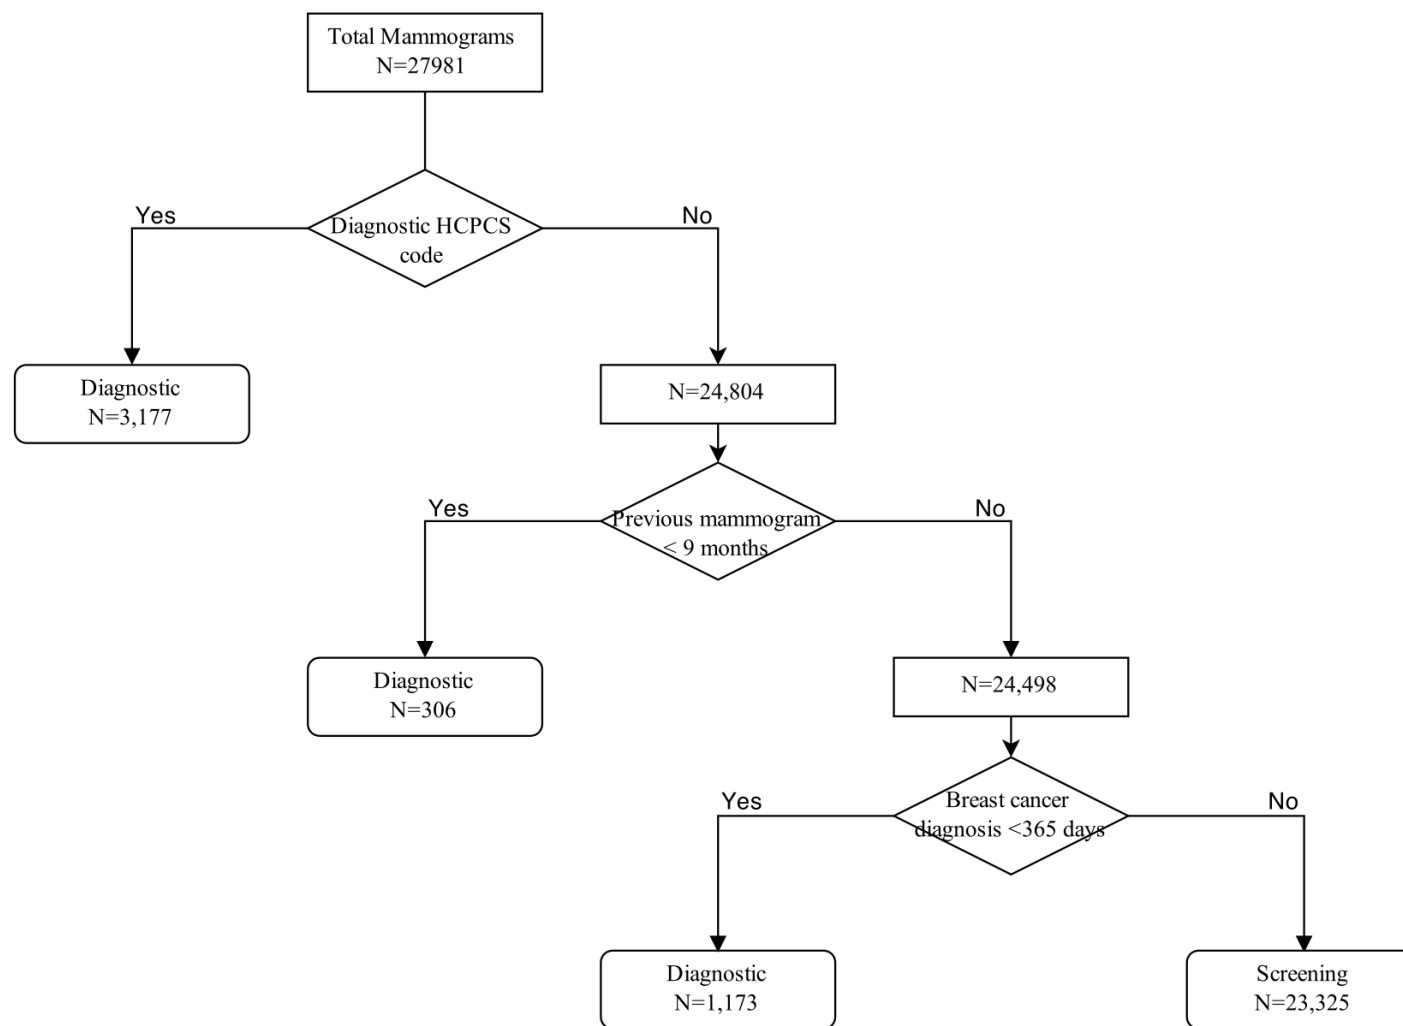 Total Mammograms
N=27981
Yes
No
Diagnostic HCPCS
code
Diagnostic
N=3,177
N=24,804
Yes
No
Previous mammogram
< 9 months
Diagnostic
N=306
N=24,498
Yes
No
Breast cancer
diagnosis <365 days
Diagnostic
N=1,173
Screening
N=23,325